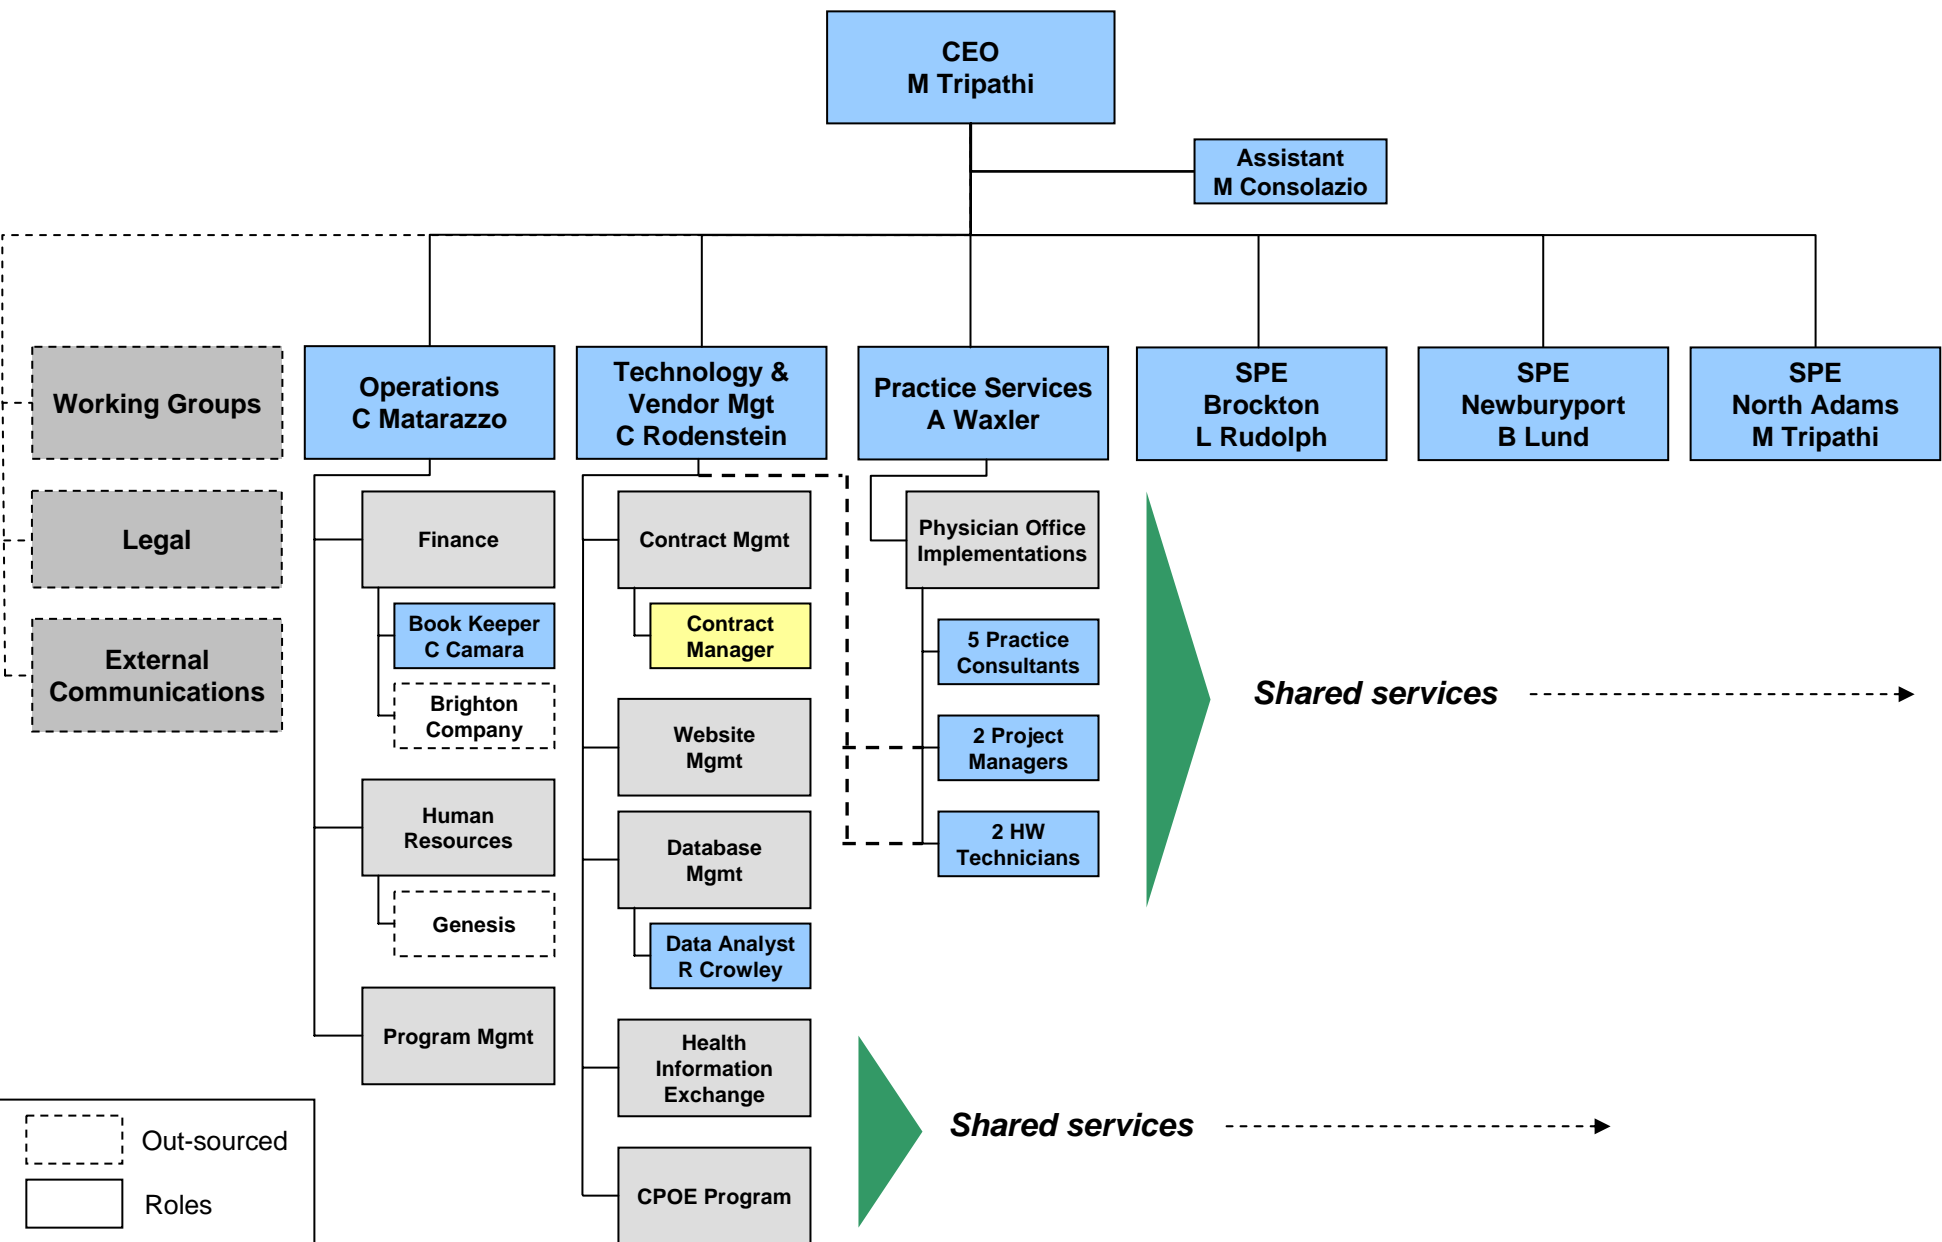 CEO
M Tripathi
Assistant
M Consolazio
Working Groups
Legal
External
Communications
Operations
C Matarazzo
Finance
Book Keeper
C Camara
Brighton
Company
Human
Resources
Genesis
Program Mgmt
Technology &
Vendor Mgt
C Rodenstein
Contract Mgmt
Contract
Manager
Website
Mgmt
Database
Mgmt
Data Analyst
R Crowley
Health
Information
Exchange
CPOE Program
Practice Services
A Waxler
Physician Office
Implementations
5 Practice
Consultants
2 Project
Managers
2 HW
Technicians
SPE
Brockton
L Rudolph
SPE
Newburyport
B Lund
SPE
North Adams
M Tripathi
Shared services
Shared services
Out-sourced
Roles